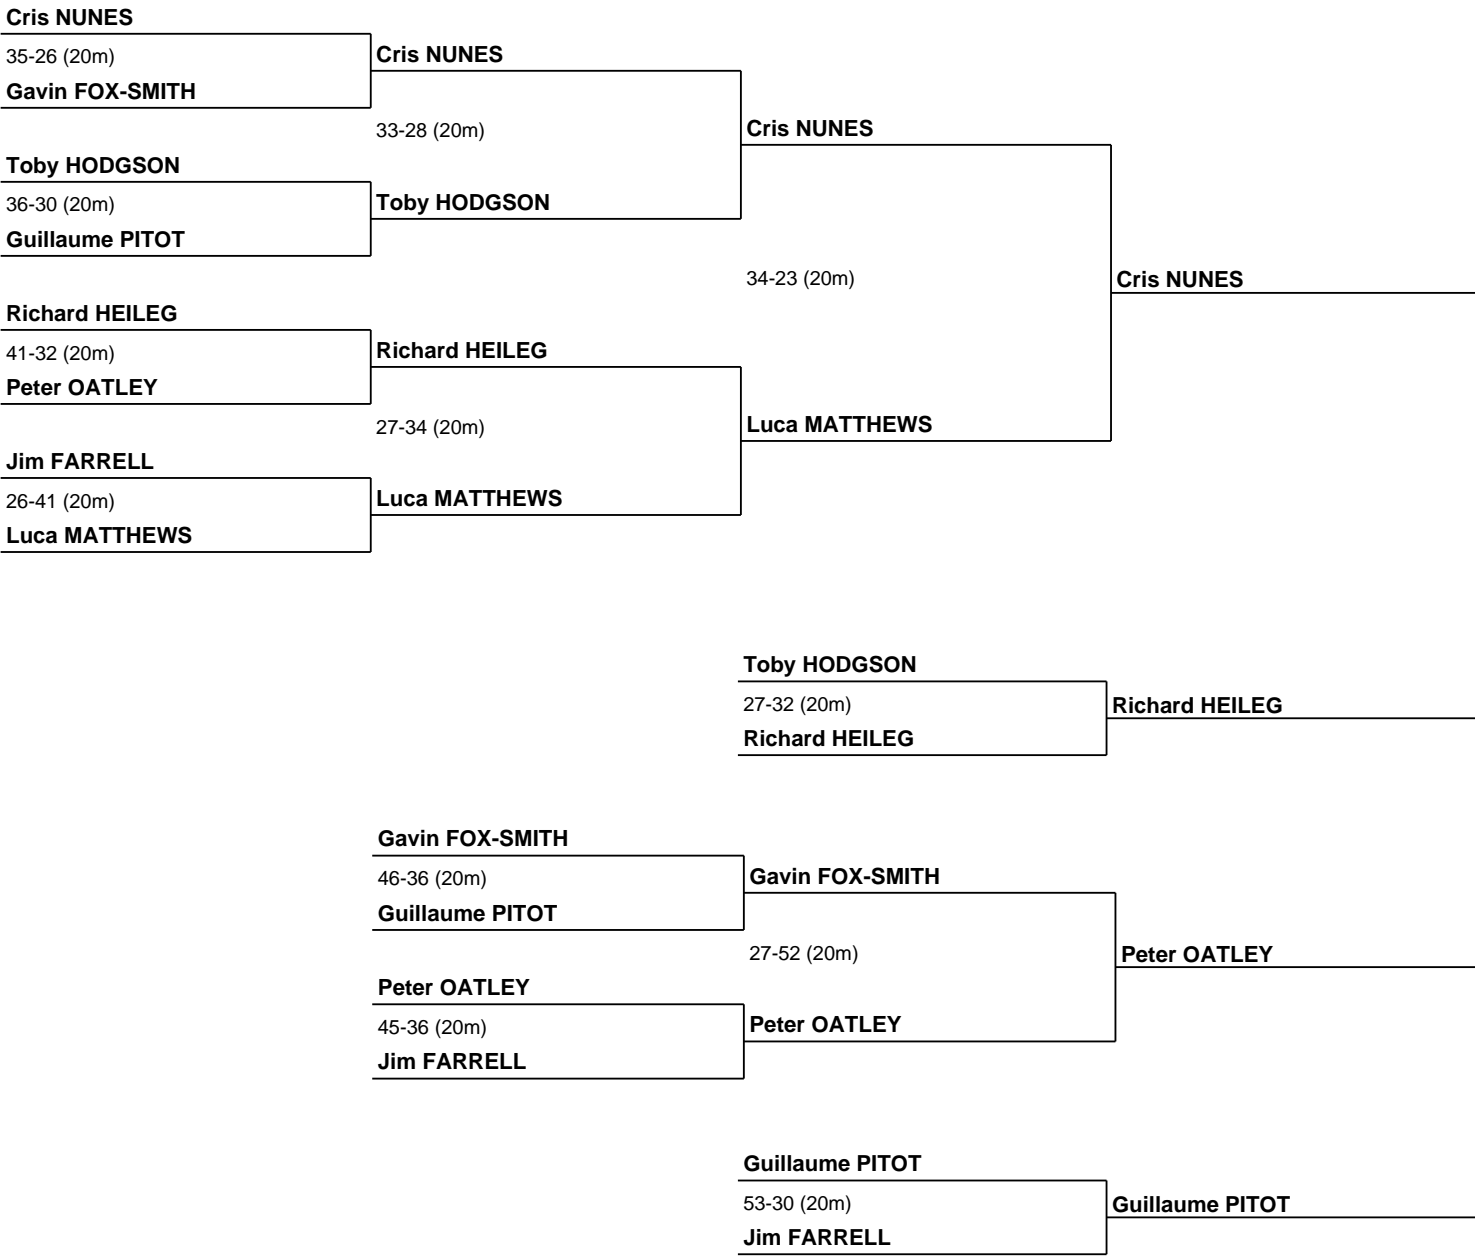 Cris NUNES
35-26 (20m)
Cris NUNES
Gavin FOX-SMITH
33-28 (20m)
Cris NUNES
Toby HODGSON
36-30 (20m)
Toby HODGSON
Guillaume PITOT
34-23 (20m)
Cris NUNES
Richard HEILEG
41-32 (20m)
Richard HEILEG
Peter OATLEY
27-34 (20m)
Luca MATTHEWS
Jim FARRELL
26-41 (20m)
Luca MATTHEWS
Luca MATTHEWS
Toby HODGSON
27-32 (20m)
Richard HEILEG
Richard HEILEG
Gavin FOX-SMITH
46-36 (20m)
Gavin FOX-SMITH
Guillaume PITOT
27-52 (20m)
Peter OATLEY
Peter OATLEY
45-36 (20m)
Peter OATLEY
Jim FARRELL
Guillaume PITOT
53-30 (20m)
Guillaume PITOT
Jim FARRELL